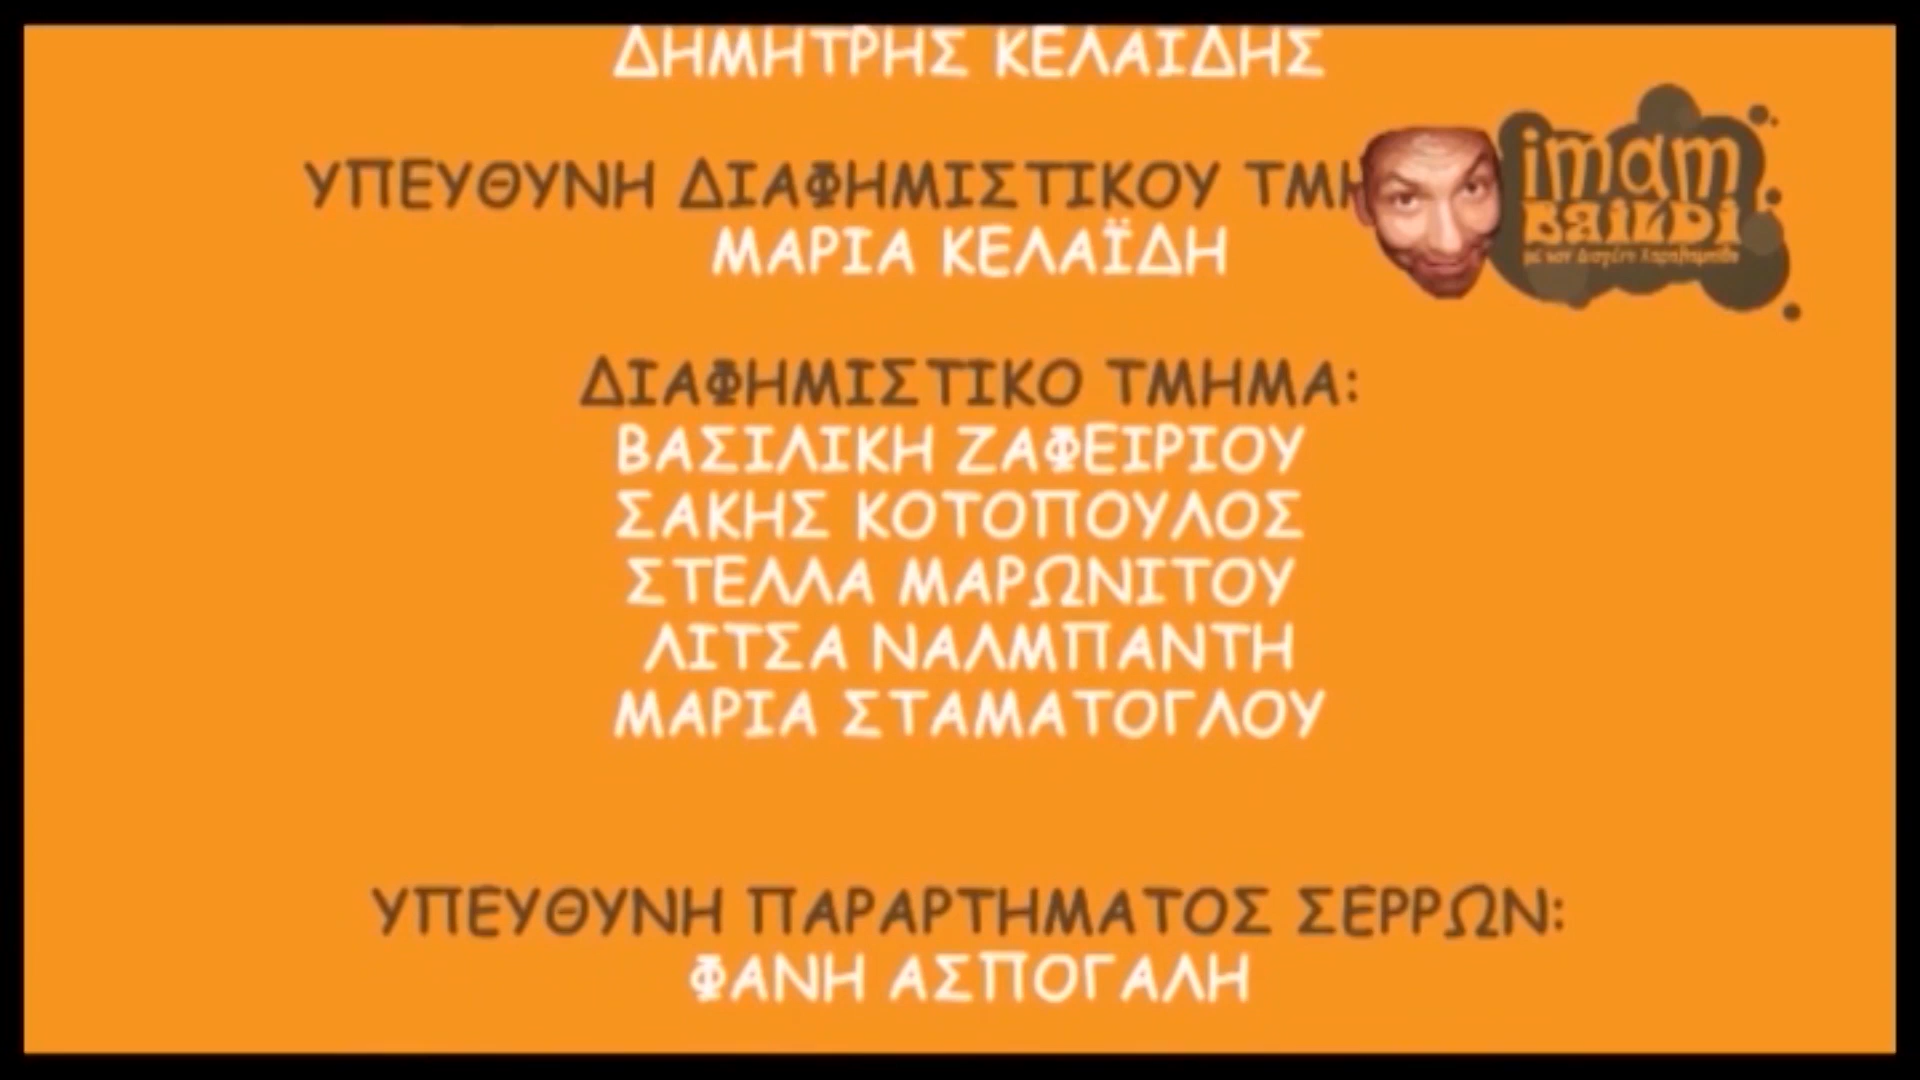 ΔΗΜΗΤΡΗΣ ΚΕΛΑΙΔΗΣ
ΥΠΕΥΘΥΝΗ ΔΙΑΦΗΜΙΣΤΙΚΟΥ
ΜΑΡΙΑ ΚΕΛΑΪΔΗ
imam
BAILDI
ΔΙΑΦΗΜΙΣΤΙΚΟ ΤΜΗΜΑ:
ΒΑΣΙΛΙΚΗ ΖΑΦΕΙΡΙΟΥ
ΣΑΚΗΣ ΚΟΤΟΠΟΥΛΟΣ
ΣΤΕΛΛΑ ΜΑΡΩΝΙΤΟΥ
ΛΙΤΣΑ ΝΑΛΜΠΑΝΤΗ
ΜΑΡΙΑ ΣΤΑΜΑΤΟΓΛΟΥ
ΥΠΕΥΘΥΝΗ ΠΑΡΑΡΤΗΜΑΤΟΣ ΣΕΡΡΩΝ:
ΦΑΝΗ ΑΣΠΟΓΑΛΗ